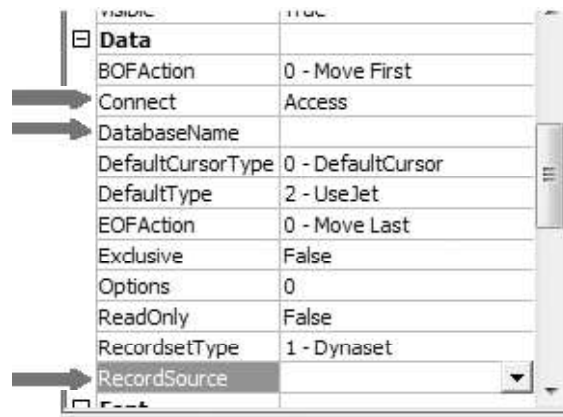 Data
BOFAction 0 - Move First
Connect Access
DatabaseName
DefaultCursorType 0 - DefaultCursor
DefaultType 2 - UseJet
EOFAction 0 - Move Last
Exclusive False
Options 0
ReadOnly False
RecordsetType 1 - Dynaset
RecordSource